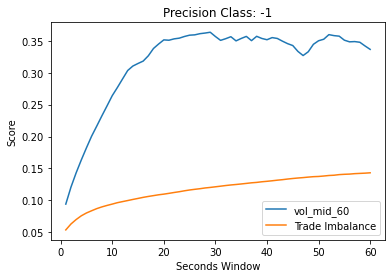 Precision Class: -1
0.35
0.30
0.25
0.20
0.15
0.10
0.05
Score
vol_mid_60
Trade Imbalance
0 10 20 30 40 50 60
Seconds Window